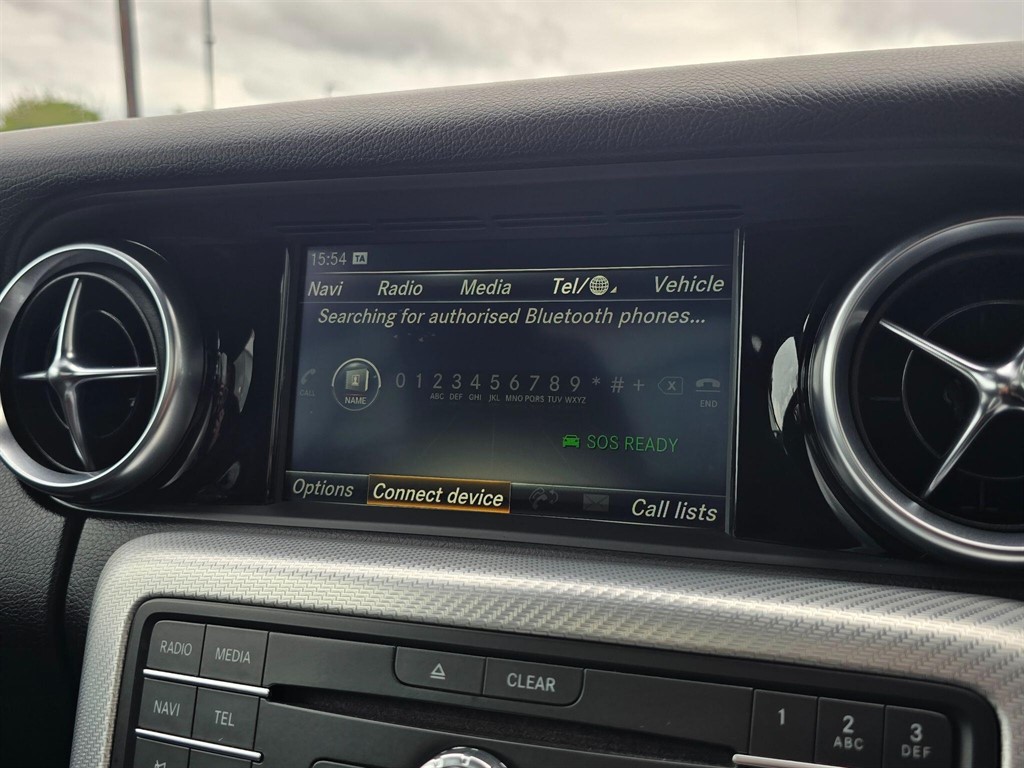 15:54 TA
Navi Radio Media Tel/ Vehicle
Searching for authorised Bluetooth phones...
CALL NAME 0 1 2 3 4 5 6 7 8 9 * # + X END
ABC DEF GHI JKL MNO PQRS TUV WXYZ
SOS READY
Options Connect device Call lists
RADIO MEDIA CLEAR
NAVI TEL 1 2 ABC 3 DEF